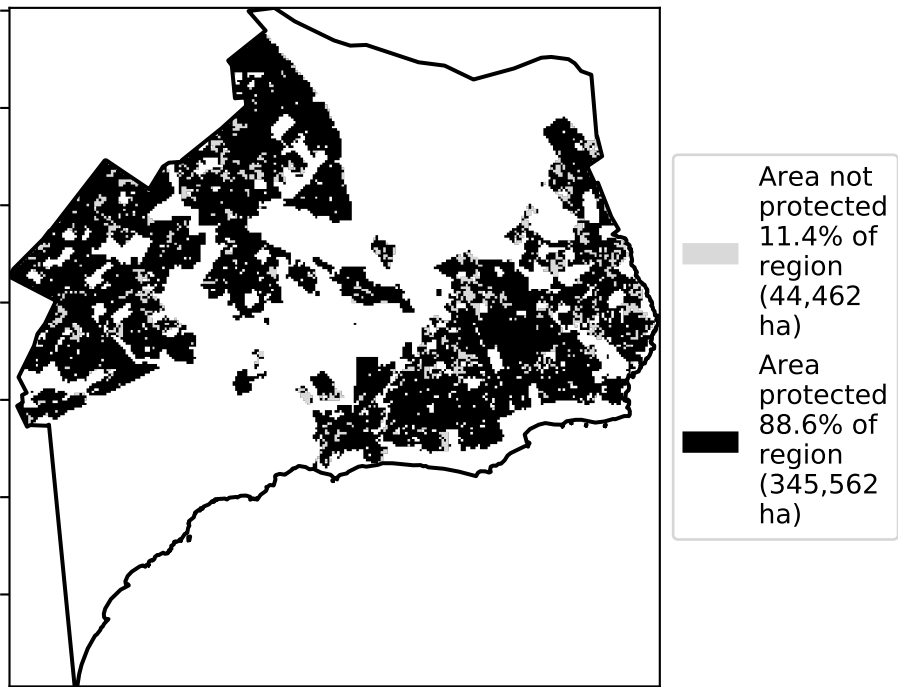 Area not
protected
11.4% of
region
(44,462
ha)
Area
protected
88.6% of
region
(345,562
ha)